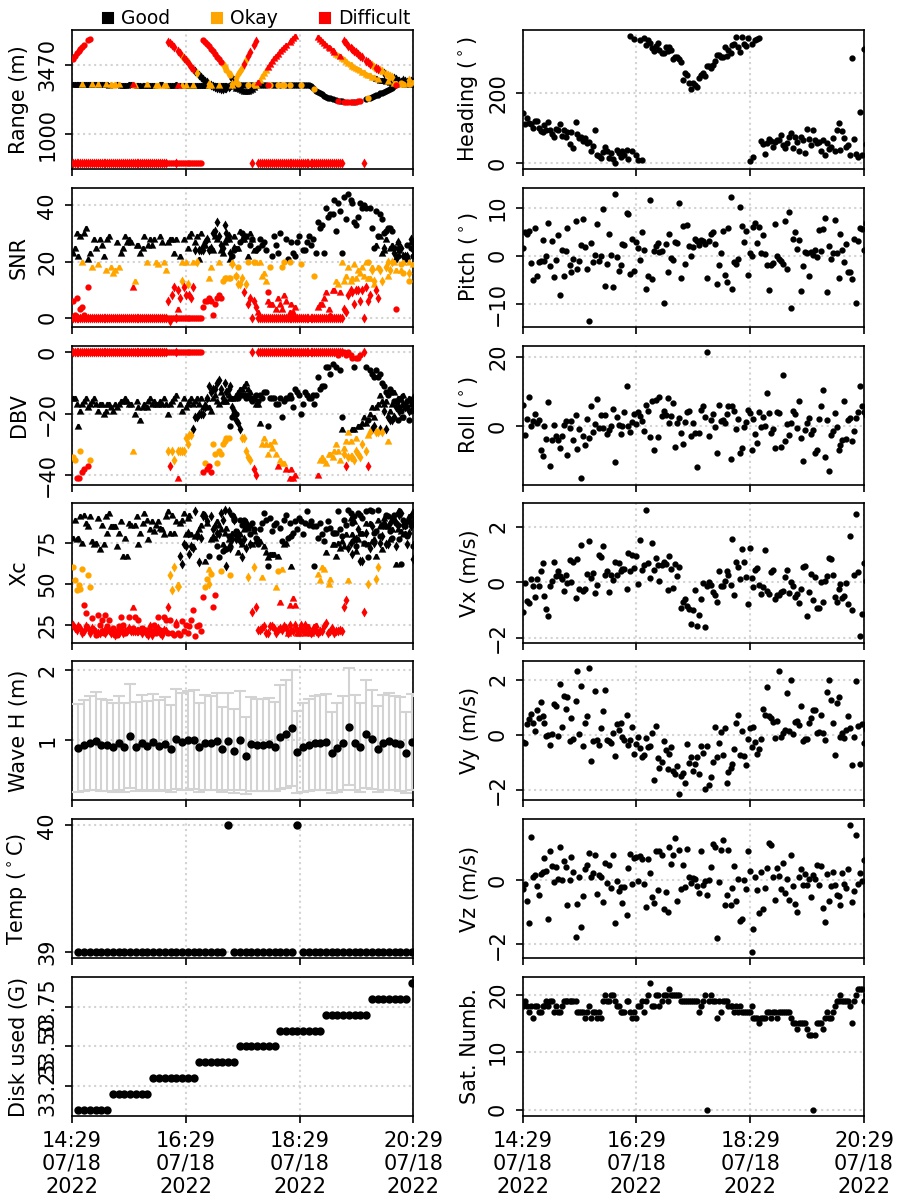 Good Okay Difficult
Range (m)
3470
1000
Heading (°)
200
0
SNR
40
20
0
Pitch (°)
10
0
−10
DBV
0
−20
−40
Roll (°)
20
0
Xc
75
50
25
Vx (m/s)
2
0
−2
Wave H (m)
2
1
Vy (m/s)
2
0
−2
Temp (°C)
40
39
Vz (m/s)
0
−2
Disk used (G)
33.75
33.50
33.25
Sat. Numb.
20
10
0
14:29 16:29 18:29 20:29
07/18 07/18 07/18 07/18
2022 2022 2022 2022
14:29 16:29 18:29 20:29
07/18 07/18 07/18 07/18
2022 2022 2022 2022